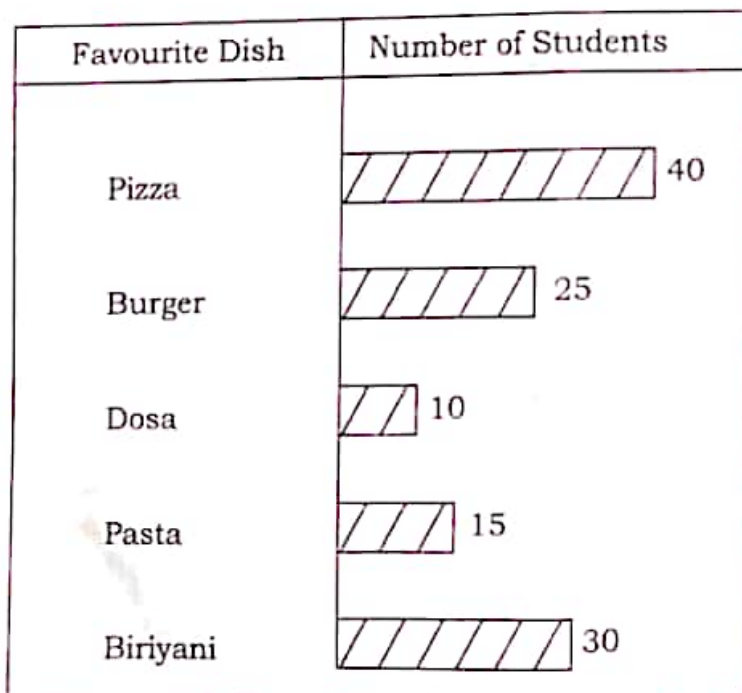 Favourite Dish Number of Students
Pizza 40
Burger 25
Dosa 10
Pasta 15
Biriyani 30